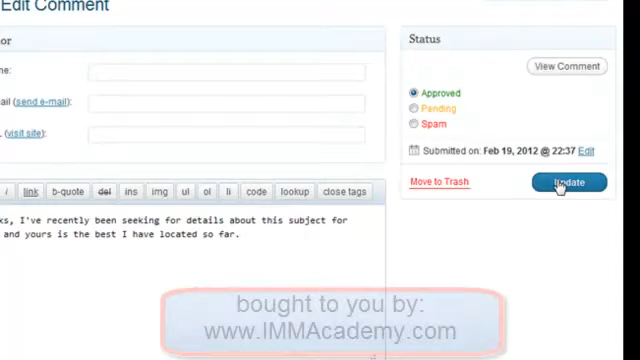 Edit Comment
or
Status
ne:
View Comment
Approved
ail (send e-mail):
Pending
Spam
(visit site):
Submitted on: Feb 19, 2012 @ 22:37 Edit
Move to Trash
Update
i link b-quote del ins img ul ol li code lookup close tags
ks, I've recently been seeking for details about this subject for
and yours is the best I have located so far.
bought to you by:
www.IMMAcademy.com